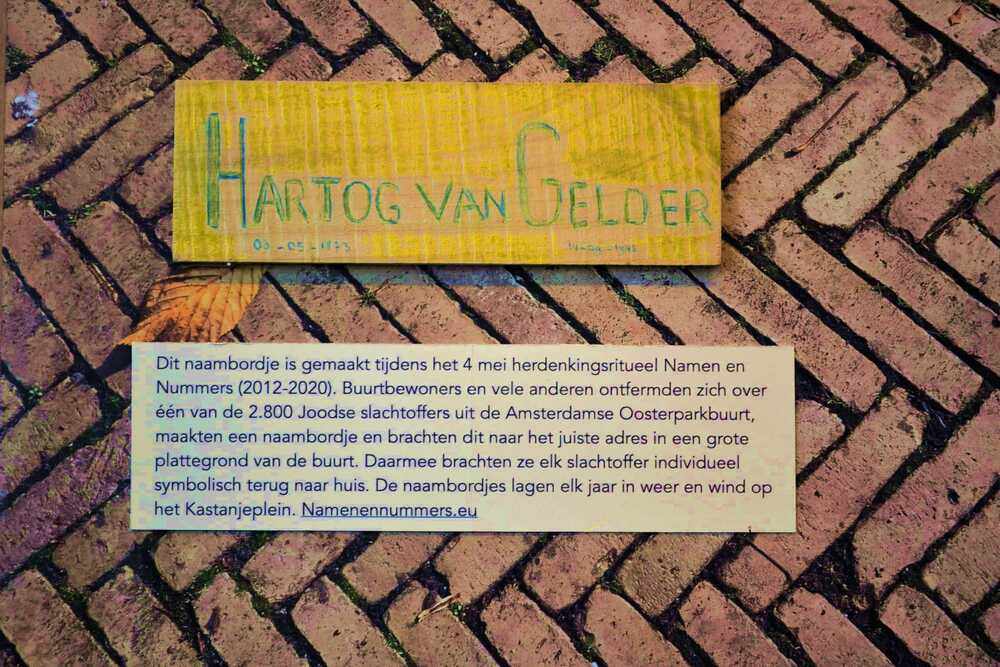 HARTOG VAN GELDER
Dit naambordje is gemaakt tijdens het 4 mei herdenkingsritueel Namen en
Nummers (2012-2020). Buurtbewoners en vele anderen ontfermden zich over
één van de 2.800 Joodse slachtoffers uit de Amsterdamse Oosterparkbuurt,
maakten een naambordje en brachten dit naar het juiste adres in een grote
plattegrond van de buurt. Daarmee brachten ze elk slachtoffer individueel
symbolisch terug naar huis. De naambordjes lagen elk jaar in weer en wind op
het Kastanjeplein. Namenennummers.eu